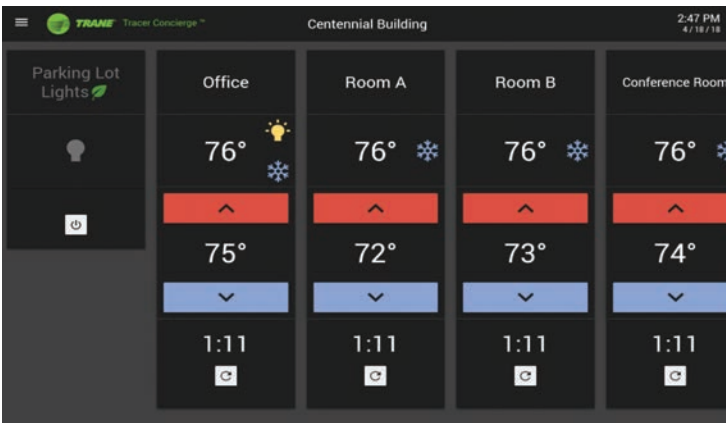 TRANE Tracer Concierge™
Centennial Building
2:47 PM
4/18/18
Parking Lot
Lights
Office
76°
75°
1:11
Room A
76°
72°
1:11
Room B
76°
73°
1:11
Conference Room
76°
74°
1:11